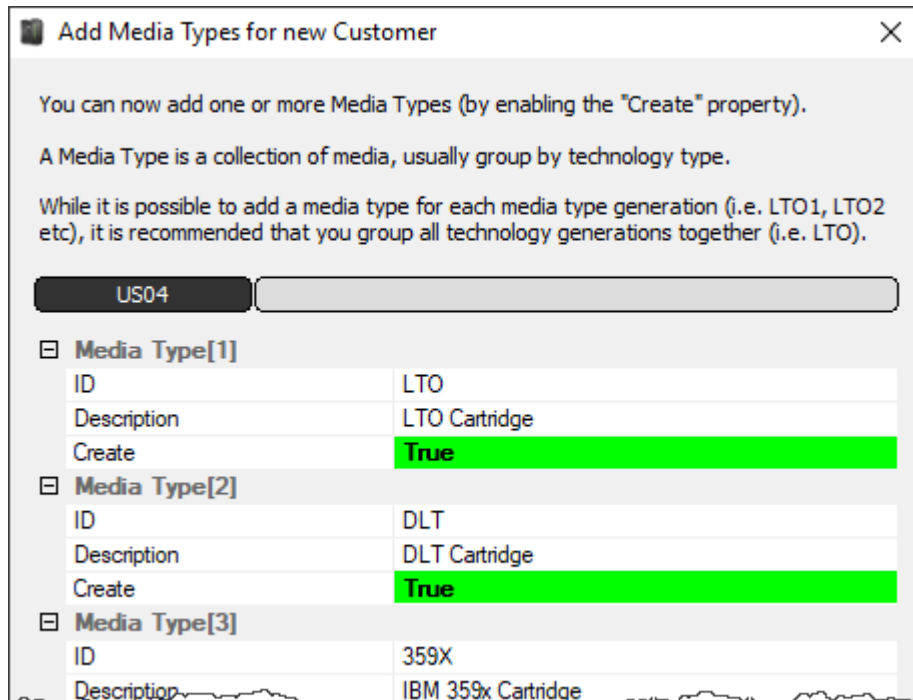 Add Media Types for new Customer
You can now add one or more Media Types (by enabling the "Create" property).
A Media Type is a collection of media, usually group by technology type.
While it is possible to add a media type for each media type generation (i.e. LTO1, LTO2
etc), it is recommended that you group all technology generations together (i.e. LTO).
US04
Media Type[1]
ID LTO
Description LTO Cartridge
Create True
Media Type[2]
ID DLT
Description DLT Cartridge
Create True
Media Type[3]
ID 359X
Description IBM 359x Cartridge